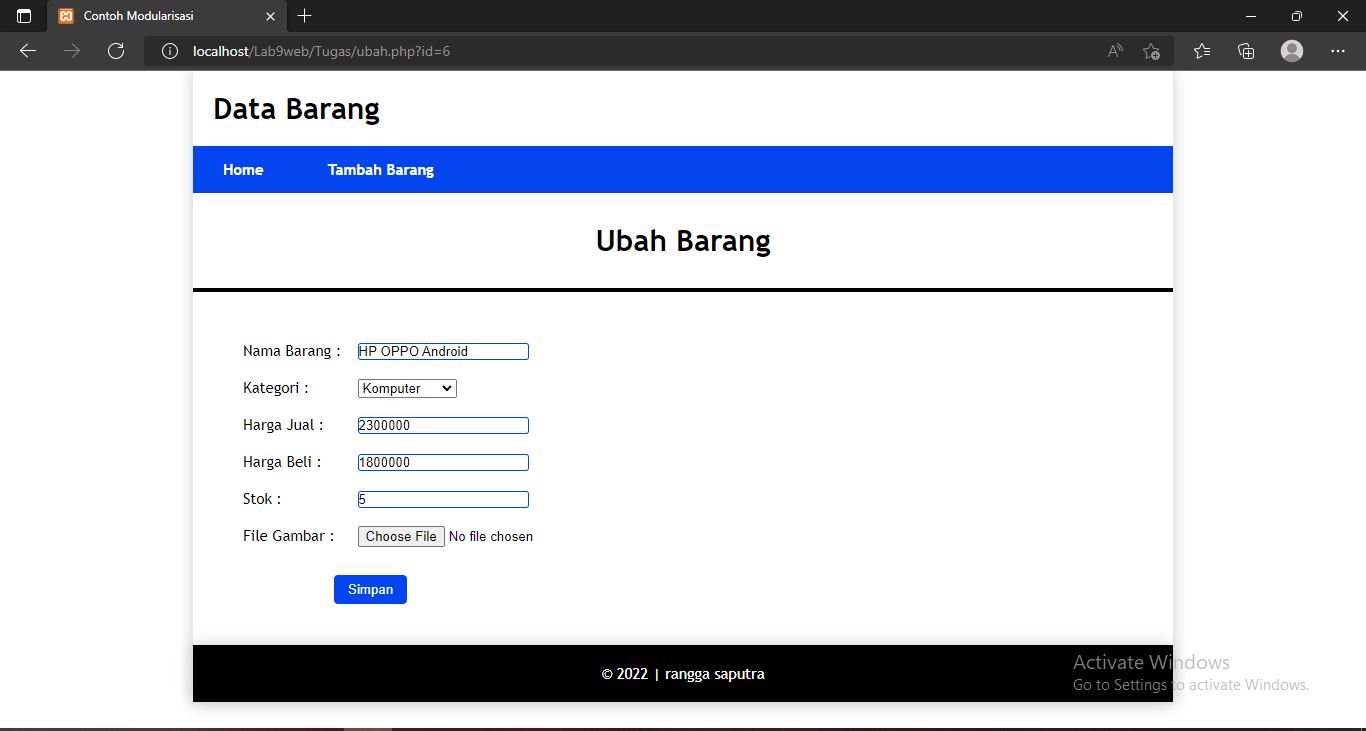 Contoh Modularisasi
localhost/Lab9web/Tugas/ubah.php?id=6
Data Barang
Home Tambah Barang
Ubah Barang
Nama Barang : HP OPPO Android
Kategori : Komputer
Harga Jual : 2300000
Harga Beli : 1800000
Stok : 5
File Gambar : Choose File No file chosen
Simpan
© 2022 | rangga saputra
Activate Windows
Go to Settings to activate Windows.